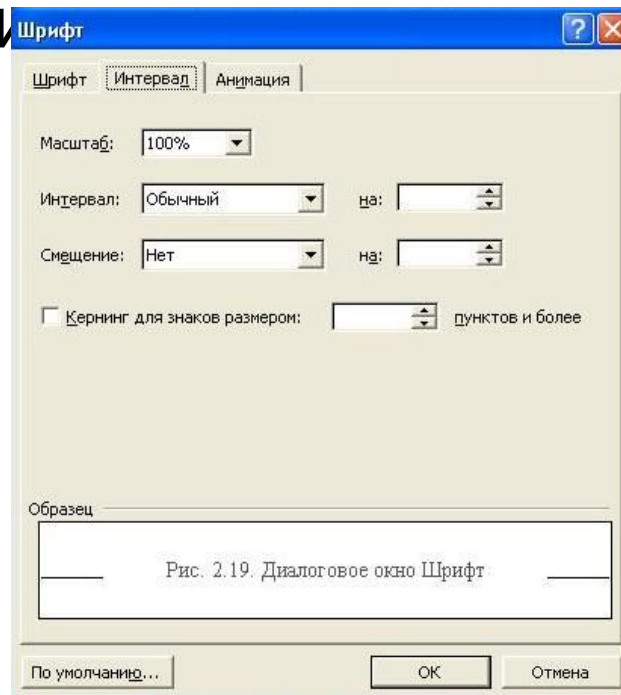 Шрифт
Шрифт Интервал Анимация
Масштаб: 100%
Интервал: Обычный на:
Смещение: Нет на:
Кернинг для знаков размером: пунктов и более
Образец
Рис. 2.19. Диалоговое окно Шрифт
По умолчанию... ОК Отмена